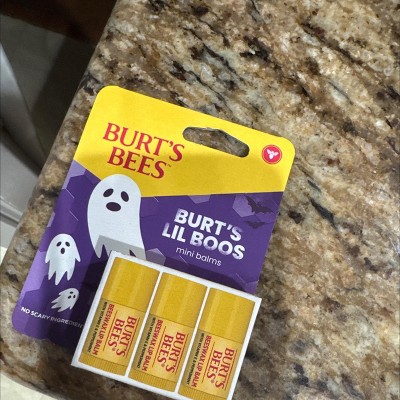 BURT'S
BEES
BURT'S
LIL BOOS
mini balms
NO SCARY INGREDIENTS
BURT'S
BEES
BEESWAX LIP BALM
BURT'S
BEES
BEESWAX LIP BALM
BURT'S
BEES
BEESWAX LIP BALM